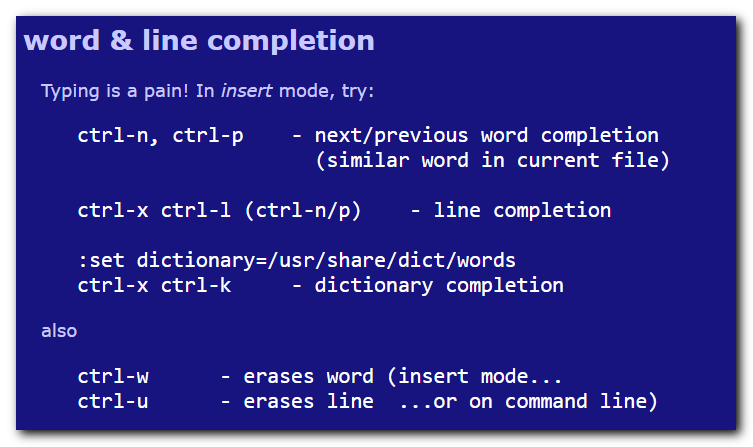 word & line completion
Typing is a pain! In insert mode, try:
ctrl-n, ctrl-p    - next/previous word completion
(similar word in current file)
ctrl-x ctrl-l (ctrl-n/p)    - line completion
:set dictionary=/usr/share/dict/words
ctrl-x ctrl-k     - dictionary completion
also
ctrl-w      - erases word (insert mode...
ctrl-u      - erases line  ...or on command line)